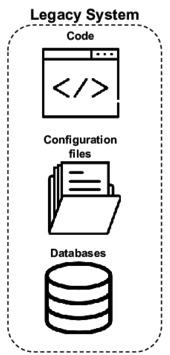 Legacy System
Code
</>
Configuration
files
Databases